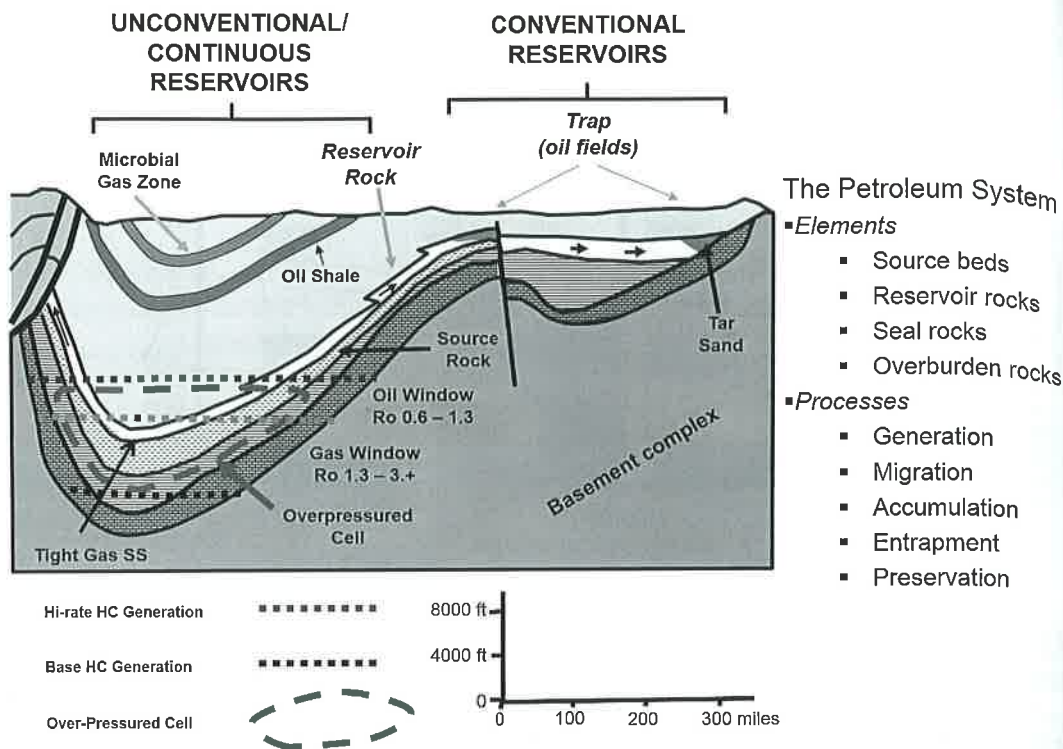 UNCONVENTIONAL/
CONTINUOUS
RESERVOIRS
CONVENTIONAL
RESERVOIRS
Microbial
Gas Zone
Reservoir
Rock
Trap
(oil fields)
Oil Shale
Source
Rock
Tar
Sand
Oil Window
Ro 0.6 – 1.3
Gas Window
Ro 1.3 – 3.+
Overpressured
Cell
Tight Gas SS
Basement complex
The Petroleum System
▪Elements
▪ Source beds
▪ Reservoir rocks
▪ Seal rocks
▪ Overburden rocks
▪Processes
▪ Generation
▪ Migration
▪ Accumulation
▪ Entrapment
▪ Preservation
Hi-rate HC Generation
Base HC Generation
Over-Pressured Cell
8000 ft
4000 ft
0
0 100 200 300 miles